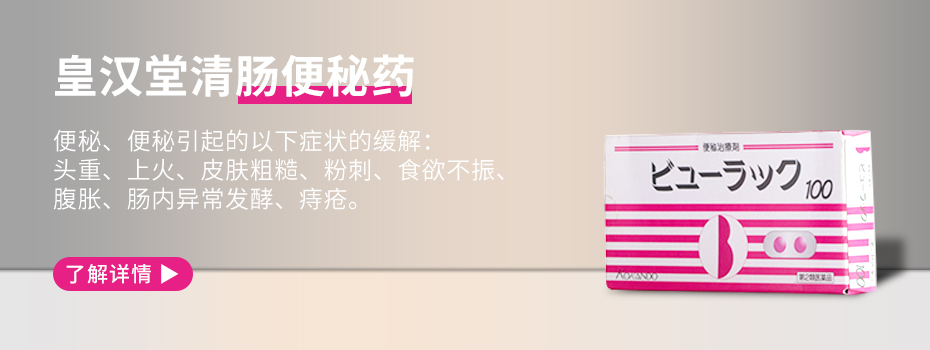 皇汉堂清肠便秘药
便秘、便秘引起的以下症状的缓解：
头重、上火、皮肤粗糙、粉刺、食欲不振、
腹胀、肠内异常发酵、痔疮。
了解详情
便秘治療剤
ビューラック
100
KOKANDO
第2類医薬品
100